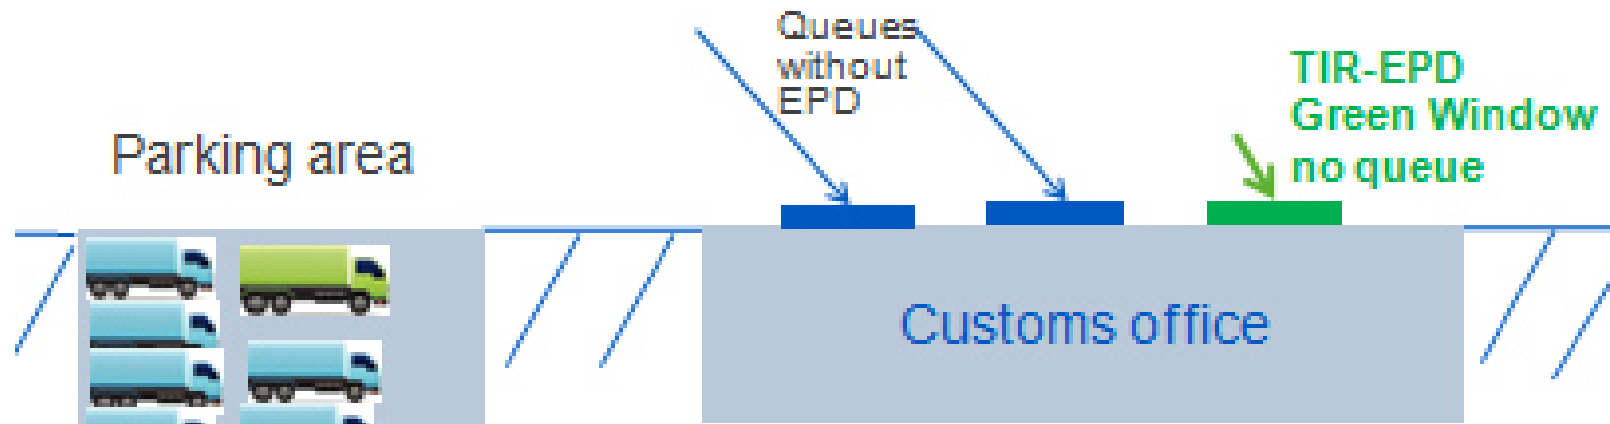 Queues
without
EPD
TIR-EPD
Green Window
no queue
Parking area
Customs office